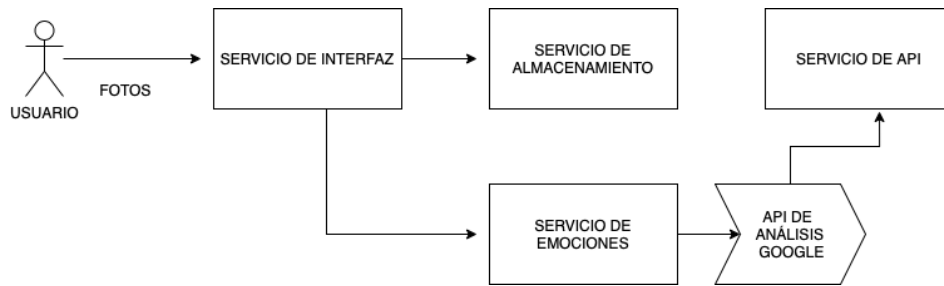 SERVICIO DE INTERFAZ
SERVICIO DE
ALMACENAMIENTO
SERVICIO DE API
FOTOS
USUARIO
SERVICIO DE
EMOCIONES
API DE
ANÁLISIS
GOOGLE